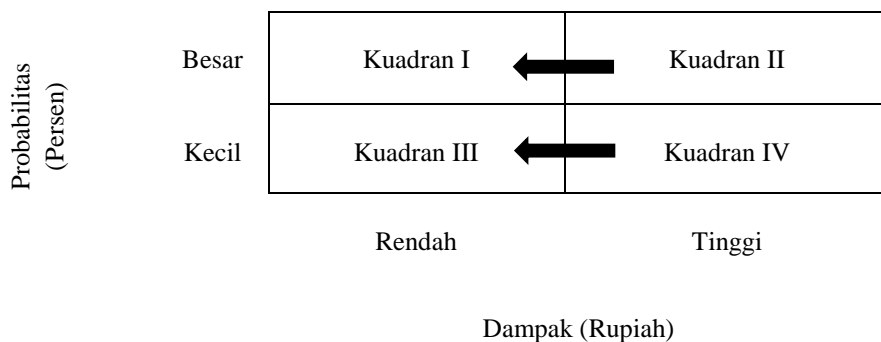 Probabilitas
(Persen)
Besar
Kuadran I
Kuadran II
Kecil
Kuadran III
Kuadran IV
Rendah
Tinggi
Dampak (Rupiah)